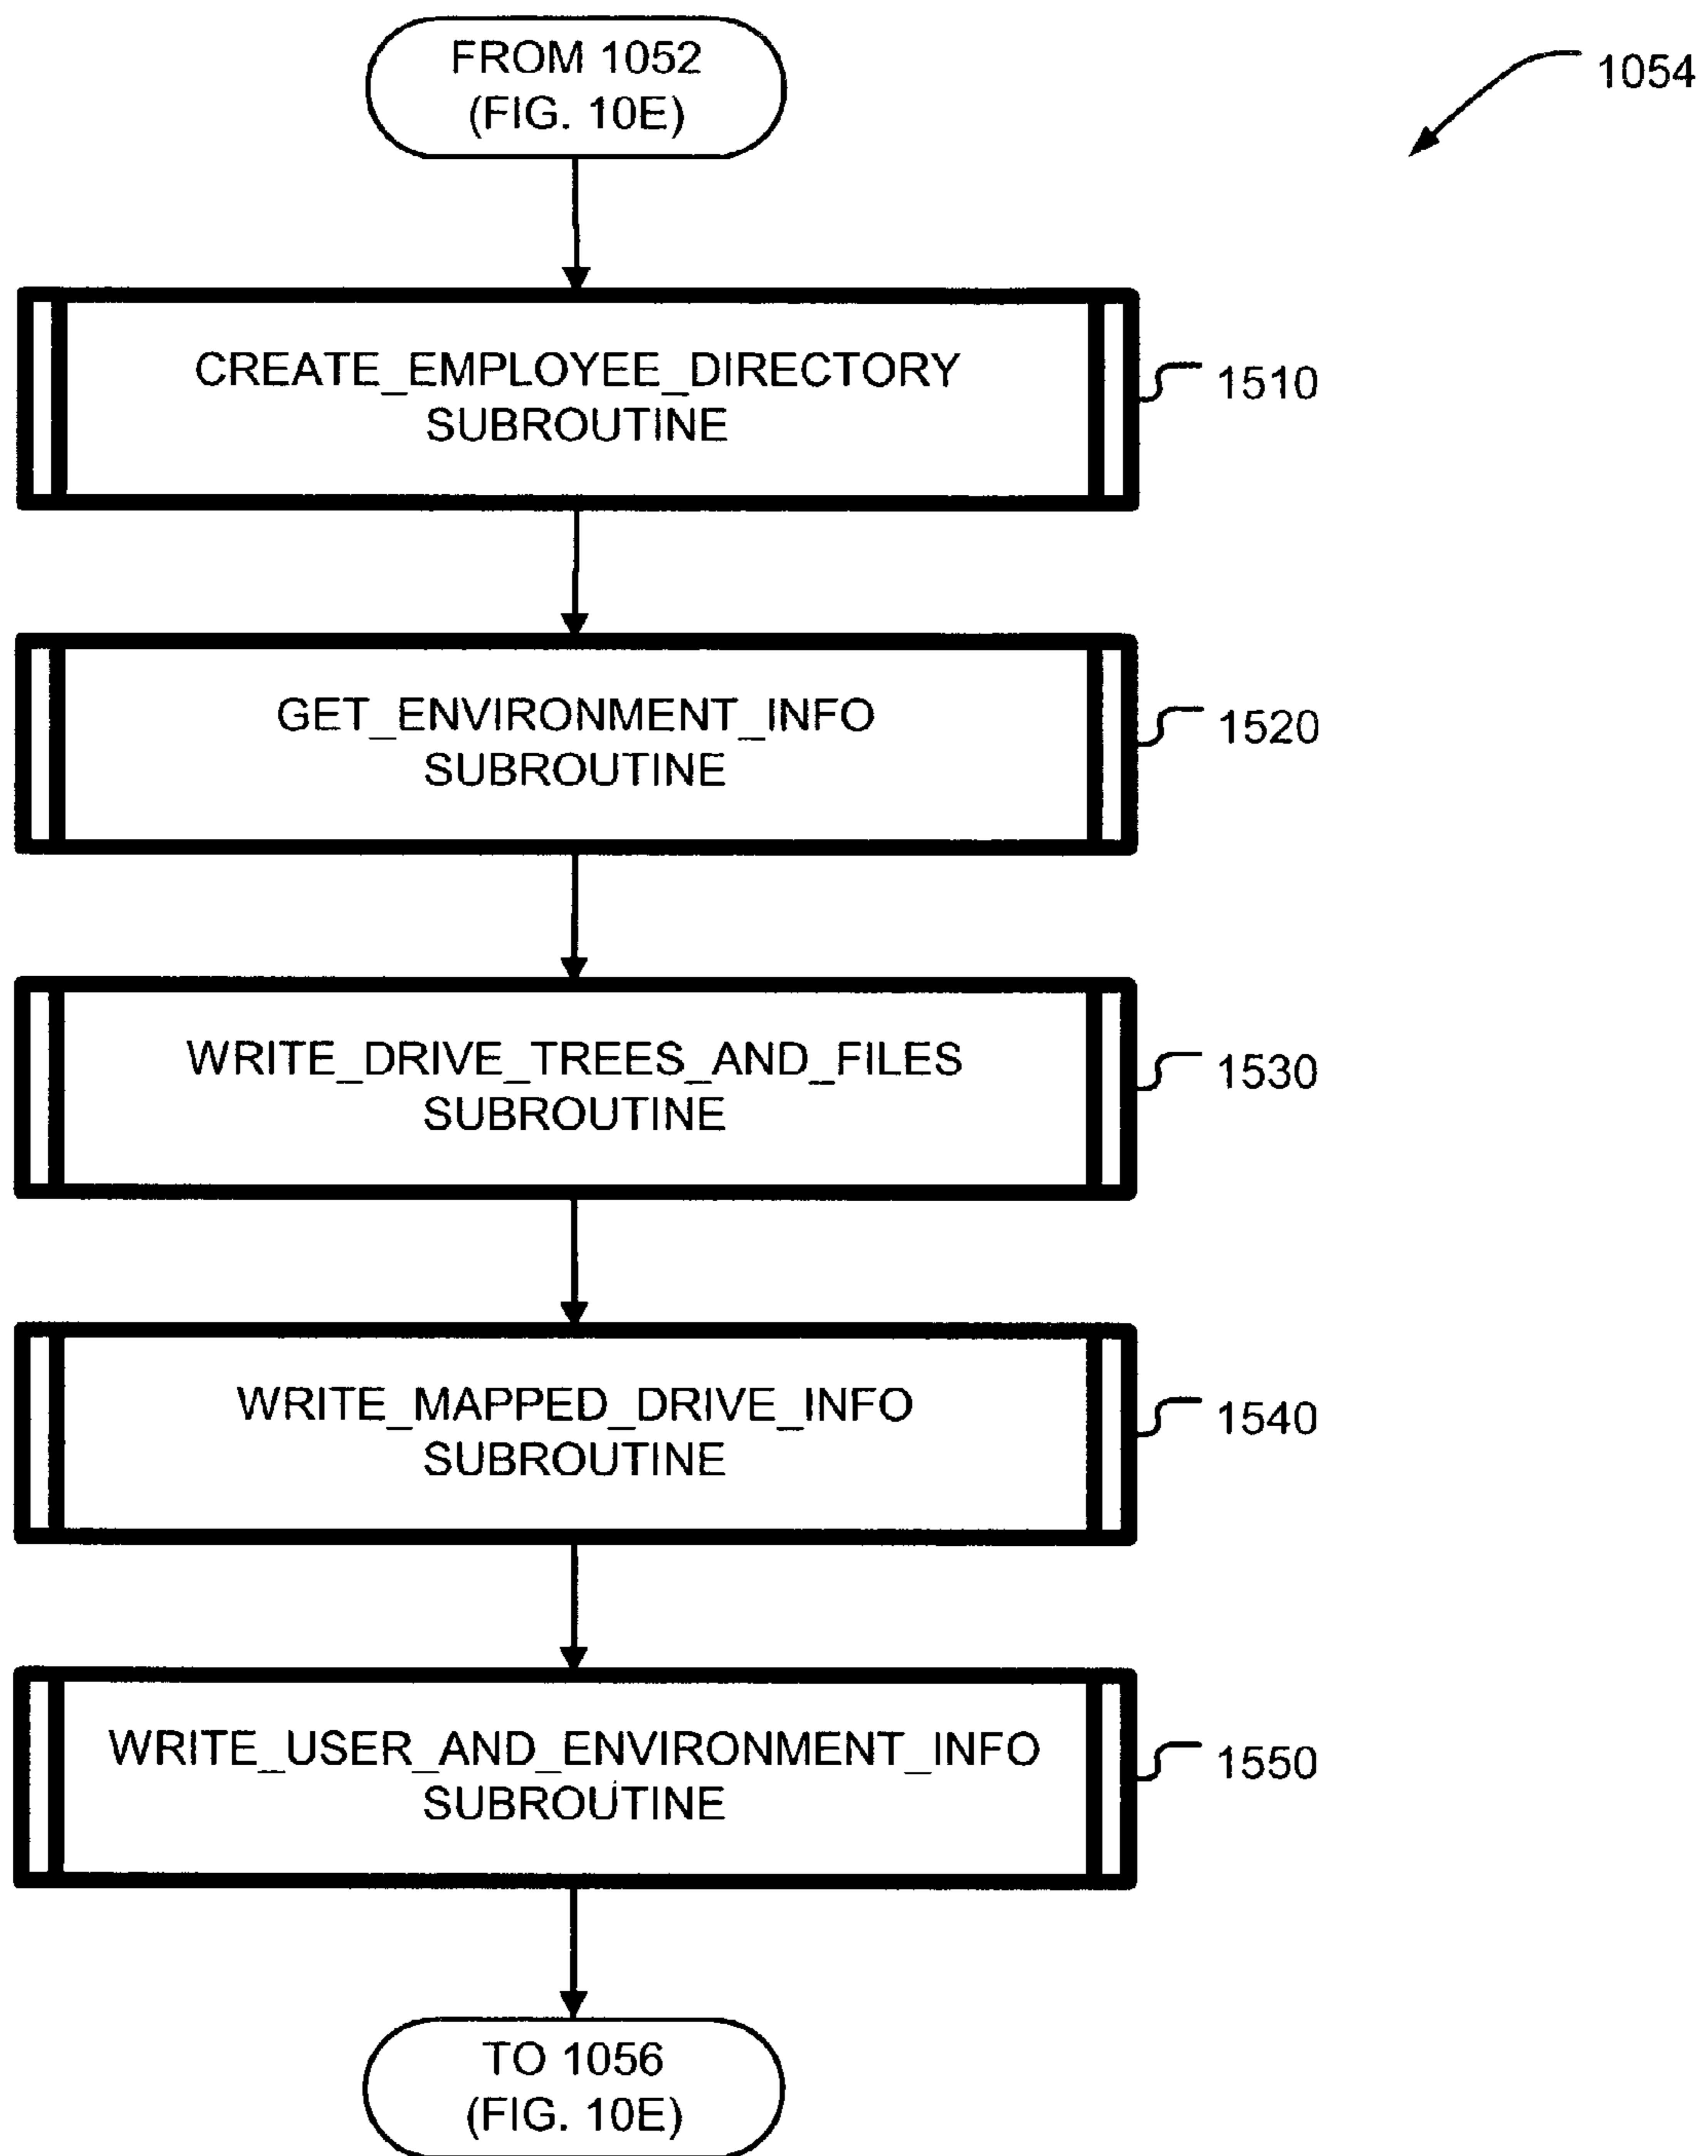 FROM 1052
(FIG. 10E)
1054
CREATE_EMPLOYEE_DIRECTORY
SUBROUTINE
1510
GET_ENVIRONMENT_INFO
SUBROUTINE
1520
WRITE_DRIVE_TREES_AND_FILES
SUBROUTINE
1530
WRITE_MAPPED_DRIVE_INFO
SUBROUTINE
1540
WRITE_USER_AND_ENVIRONMENT_INFO
SUBROUTINE
1550
TO 1056
(FIG. 10E)